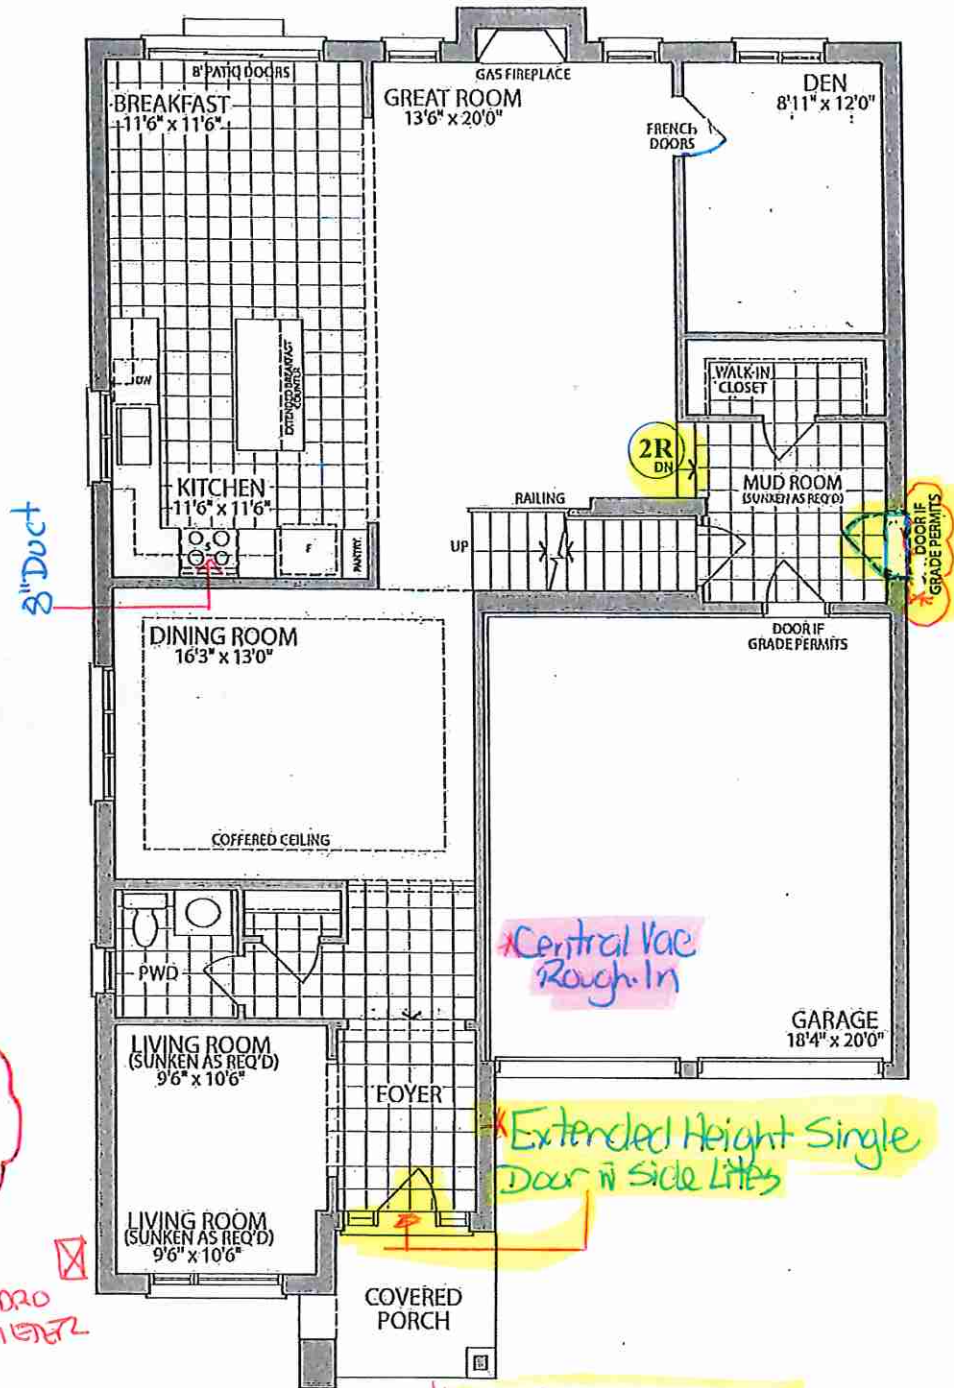 8' PATIO DOORS
BREAKFAST
11'6" x 11'6"
GAS FIREPLACE
GREAT ROOM
13'6" x 20'0"
DEN
8'11" x 12'0"
FRENCH
DOORS
WALK-IN
CLOSET
DW
EXTENDED BREAKFAST
COUNTER
KITCHEN
11'6" x 11'6"
S
F
PANTRY
2R
DN
MUD ROOM
(SUNKEN AS REQ'D)
RAILING
UP
* DOOR IF
GRADE PERMITS
8" Duct
DOOR IF
GRADE PERMITS
DINING ROOM
16'3" x 13'0"
COFFERED CEILING
PWD
*Central Vac
Rough-In
GARAGE
18'4" x 20'0"
LIVING ROOM
(SUNKEN AS REQ'D)
9'6" x 10'6"
FOYER
*Extended Height Single
Door w Side Lites
LIVING ROOM
(SUNKEN AS REQ'D)
9'6" x 10'6"
COVERED
PORCH